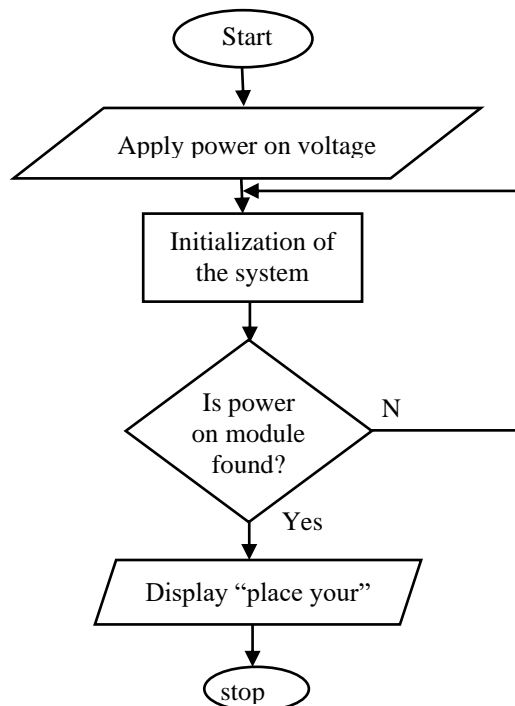 Start
Apply power on voltage
Initialization of
the system
Is power
on module
found?
N
Yes
Display “place your”
stop